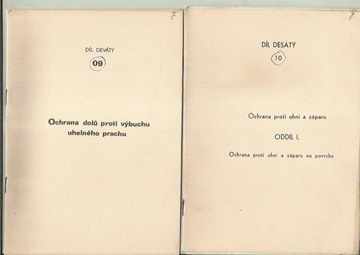 DÍL DEVÁTÝ
09
Ochrana dolů proti výbuchu
uhelného prachu
DÍL DESÁTÝ
10
Ochrana proti ohni a záparu
ODDÍL I.
Ochrana proti ohni a záparu na povrchu